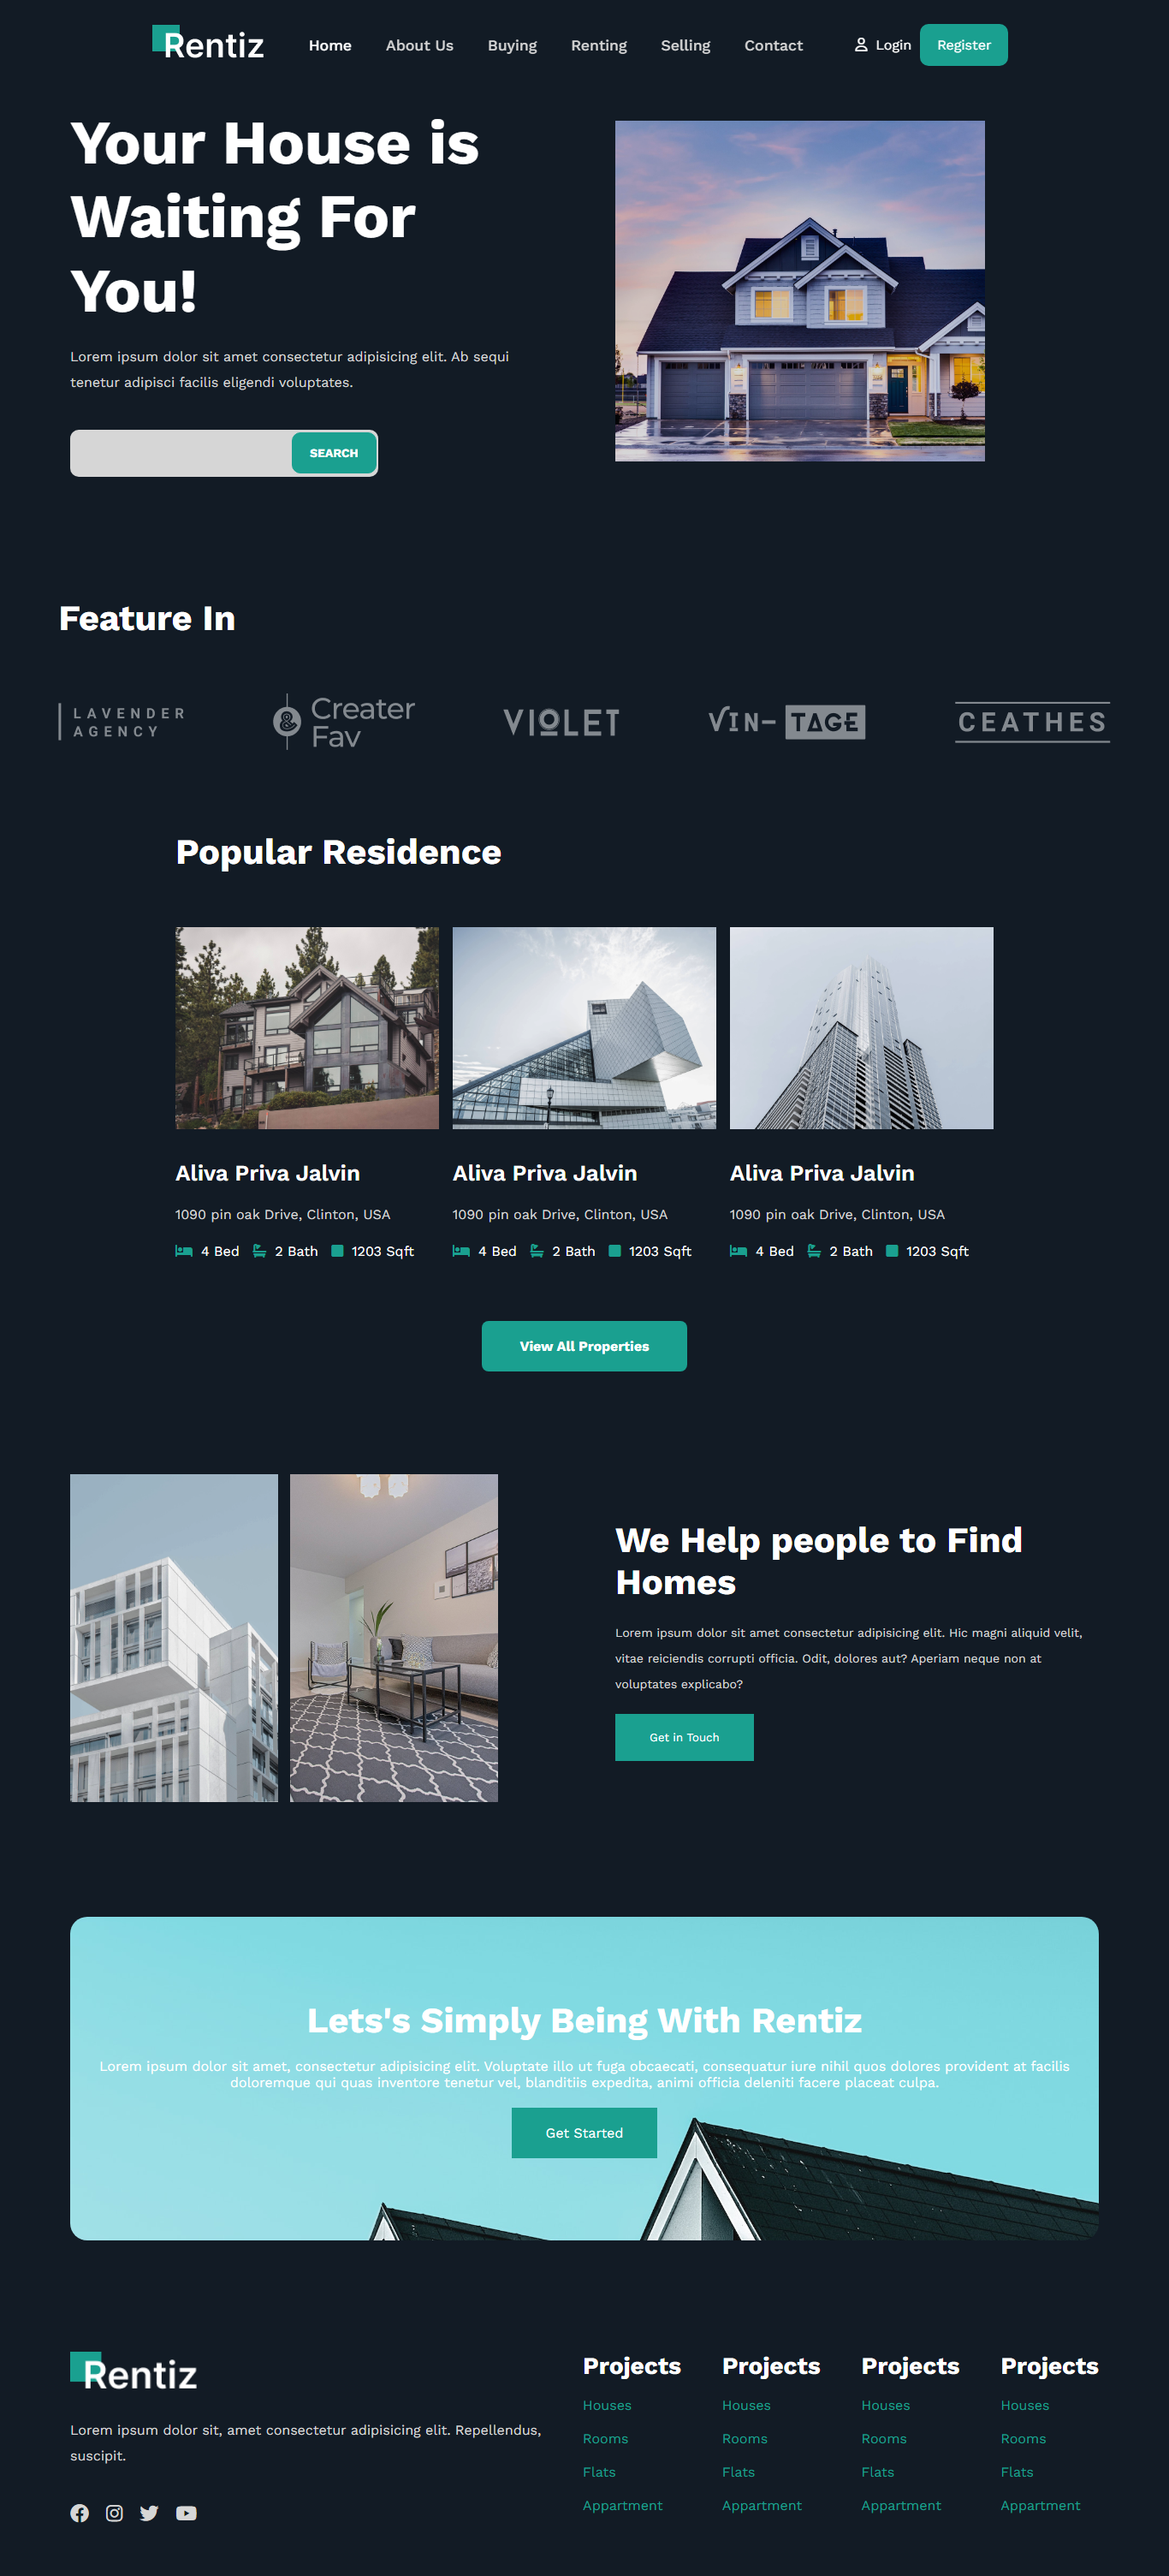 Rentiz
Home About Us Buying Renting Selling Contact
Login Register
Your House is
Waiting For
You!
Lorem ipsum dolor sit amet consectetur adipisicing elit. Ab sequi
tenetur adipisci facilis eligendi voluptates.
SEARCH
Feature In
LAVENDER
AGENCY
&
Creater
Fav
VIOLET
VIN- TAGE
CEATHES
Popular Residence
Aliva Priva Jalvin
1090 pin oak Drive, Clinton, USA
4 Bed 2 Bath 1203 Sqft
Aliva Priva Jalvin
1090 pin oak Drive, Clinton, USA
4 Bed 2 Bath 1203 Sqft
Aliva Priva Jalvin
1090 pin oak Drive, Clinton, USA
4 Bed 2 Bath 1203 Sqft
View All Properties
We Help people to Find
Homes
Lorem ipsum dolor sit amet consectetur adipisicing elit. Hic magni aliquid velit,
vitae reiciendis corrupti officia. Odit, dolores aut? Aperiam neque non at
voluptates explicabo?
Get in Touch
Lets's Simply Being With Rentiz
Lorem ipsum dolor sit amet, consectetur adipisicing elit. Voluptate illo ut fuga obcaecati, consequatur iure nihil quos dolores provident at facilis
doloremque qui quas inventore tenetur vel, blanditiis expedita, animi officia deleniti facere placeat culpa.
Get Started
Rentiz
Lorem ipsum dolor sit, amet consectetur adipisicing elit. Repellendus,
suscipit.
Projects
Houses
Rooms
Flats
Appartment
Projects
Houses
Rooms
Flats
Appartment
Projects
Houses
Rooms
Flats
Appartment
Projects
Houses
Rooms
Flats
Appartment